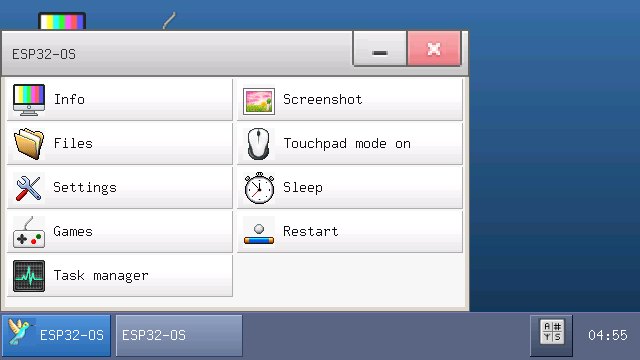 ESP32-OS
Info
Screenshot
Files
Touchpad mode on
Settings
Sleep
Games
Restart
Task manager
ESP32-OS
ESP32-OS
A#
TS
04:55